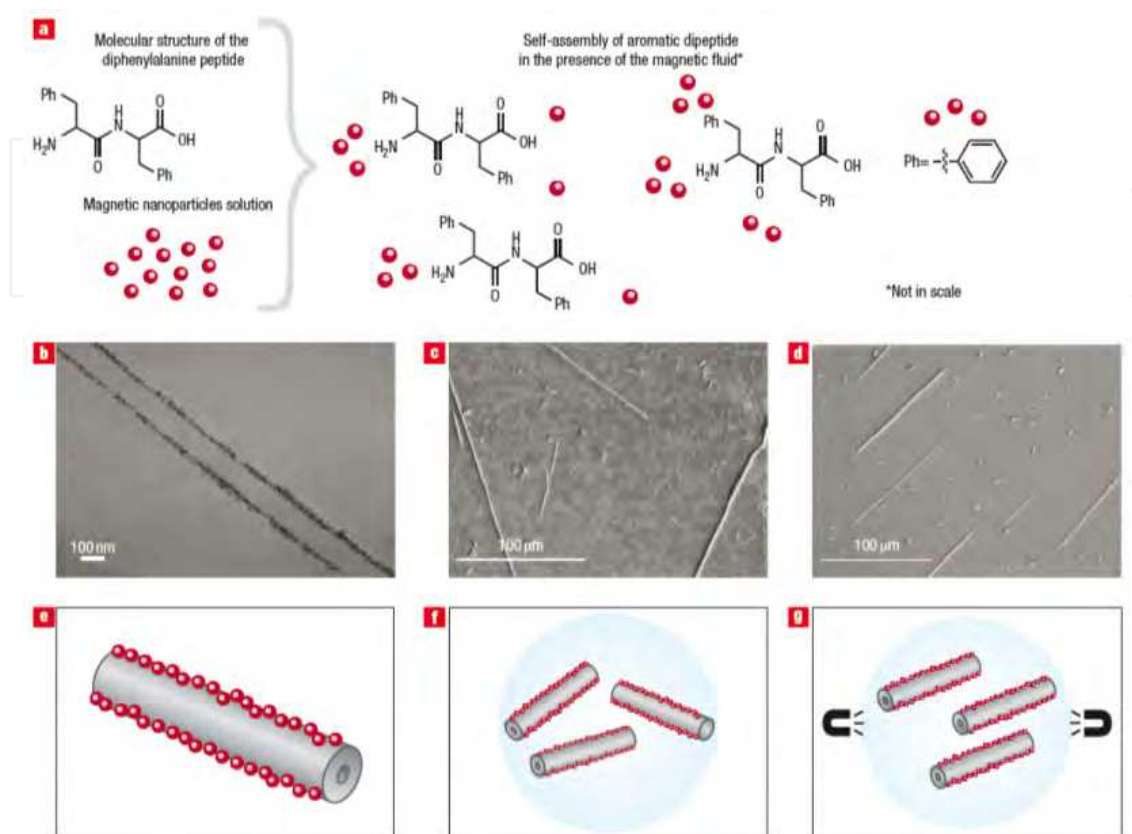 a
Molecular structure of the
diphenylalanine peptide
Self-assembly of aromatic dipeptide
in the presence of the magnetic fluid*
Ph
H
N
O
OH
H₂N
O
Ph
Ph
H
N
O
OH
H₂N
O
Ph
Ph
H
N
O
OH
H₂N
O
Ph
Ph=
Magnetic nanoparticles solution
Ph
H
N
O
OH
H₂N
O
Ph
*Not in scale
b
100 nm
c
100 μm
d
100 μm
e
f
g